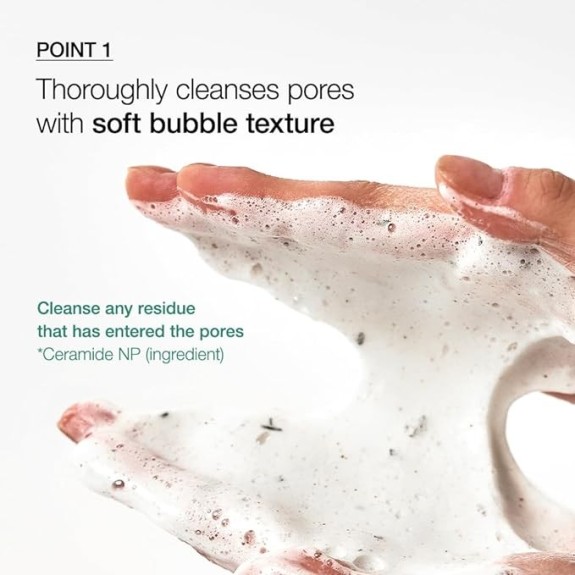 POINT 1
Thoroughly cleanses pores
with soft bubble texture
Cleanse any residue
that has entered the pores
*Ceramide NP (ingredient)